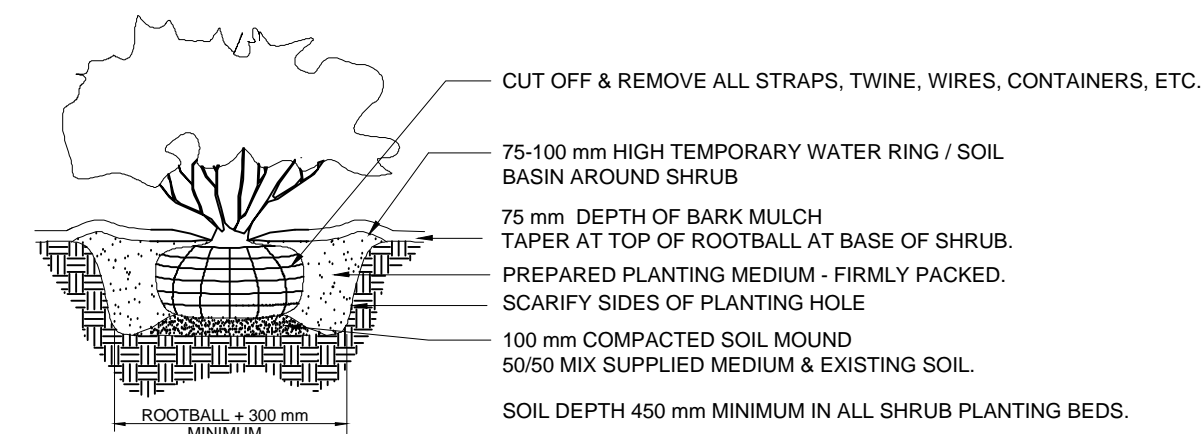 CUT OFF & REMOVE ALL STRAPS, TWINE, WIRES, CONTAINERS, ETC.
75-100 mm HIGH TEMPORARY WATER RING / SOIL
BASIN AROUND SHRUB
75 mm DEPTH OF BARK MULCH
TAPER AT TOP OF ROOTBALL AT BASE OF SHRUB.
PREPARED PLANTING MEDIUM - FIRMLY PACKED.
SCARIFY SIDES OF PLANTING HOLE
100 mm COMPACTED SOIL MOUND
50/50 MIX SUPPLIED MEDIUM & EXISTING SOIL.
SOIL DEPTH 450 mm MINIMUM IN ALL SHRUB PLANTING BEDS.
ROOTBALL + 300 mm
MINIMUM